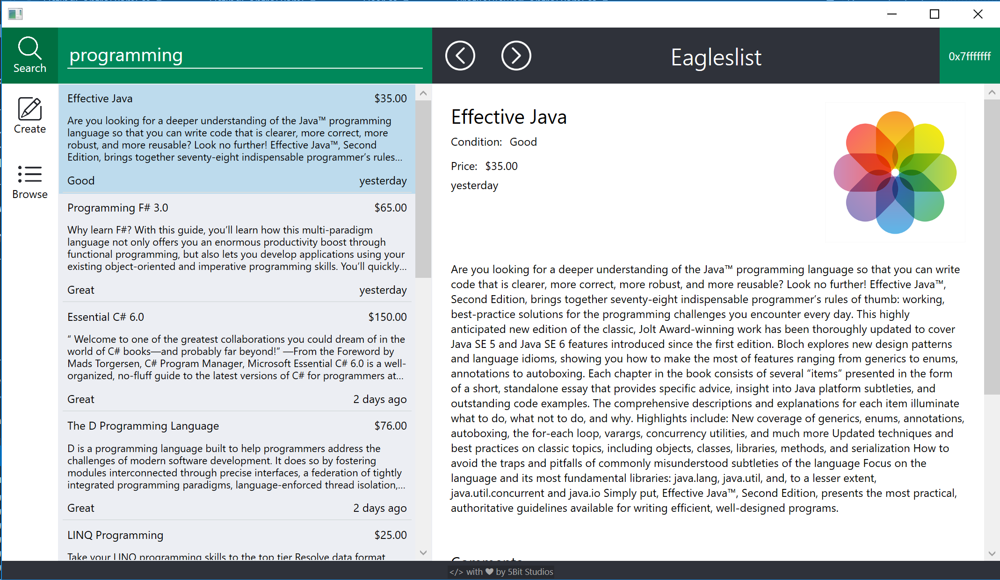 Search
programming
Eagleslist
0x7fffffff
Create
Browse
Effective Java $35.00
Are you looking for a deeper understanding of the Java™ programming
language so that you can write code that is clearer, more correct, more
robust, and more reusable? Look no further! Effective Java™, Second
Edition, brings together seventy-eight indispensable programmer’s rules...
Good yesterday
Programming F# 3.0 $65.00
Why learn F#? With this guide, you’ll learn how this multi-paradigm
language not only offers you an enormous productivity boost through
functional programming, but also lets you develop applications using your
existing object-oriented and imperative programming skills. You’ll quickly...
Great yesterday
Essential C# 6.0 $150.00
“ Welcome to one of the greatest collaborations you could dream of in the
world of C# books—and probably far beyond!” —From the Foreword by
Mads Torgersen, C# Program Manager, Microsoft Essential C# 6.0 is a well-
organized, no-fluff guide to the latest versions of C# for programmers at...
Great 2 days ago
The D Programming Language $76.00
D is a programming language built to help programmers address the
challenges of modern software development. It does so by fostering
modules interconnected through precise interfaces, a federation of tightly
integrated programming paradigms, language-enforced thread isolation,...
Great 2 days ago
LINQ Programming $25.00
Take your LINQ programming skills to the top tier Resolve data format
Effective Java
Condition: Good
Price: $35.00
yesterday
Are you looking for a deeper understanding of the Java™ programming language so that you can write
code that is clearer, more correct, more robust, and more reusable? Look no further! Effective Java™,
Second Edition, brings together seventy-eight indispensable programmer’s rules of thumb: working,
best-practice solutions for the programming challenges you encounter every day. This highly
anticipated new edition of the classic, Jolt Award-winning work has been thoroughly updated to cover
Java SE 5 and Java SE 6 features introduced since the first edition. Bloch explores new design patterns
and language idioms, showing you how to make the most of features ranging from generics to enums,
annotations to autoboxing. Each chapter in the book consists of several “items” presented in the form
of a short, standalone essay that provides specific advice, insight into Java platform subtleties, and
outstanding code examples. The comprehensive descriptions and explanations for each item illuminate
what to do, what not to do, and why. Highlights include: New coverage of generics, enums, annotations,
autoboxing, the for-each loop, varargs, concurrency utilities, and much more Updated techniques and
best practices on classic topics, including objects, classes, libraries, methods, and serialization How to
avoid the traps and pitfalls of commonly misunderstood subtleties of the language Focus on the
language and its most fundamental libraries: java.lang, java.util, and, to a lesser extent,
java.util.concurrent and java.io Simply put, Effective Java™, Second Edition, presents the most practical,
authoritative guidelines available for writing efficient, well-designed programs.
Comments
</> with ♥ by 5Bit Studios